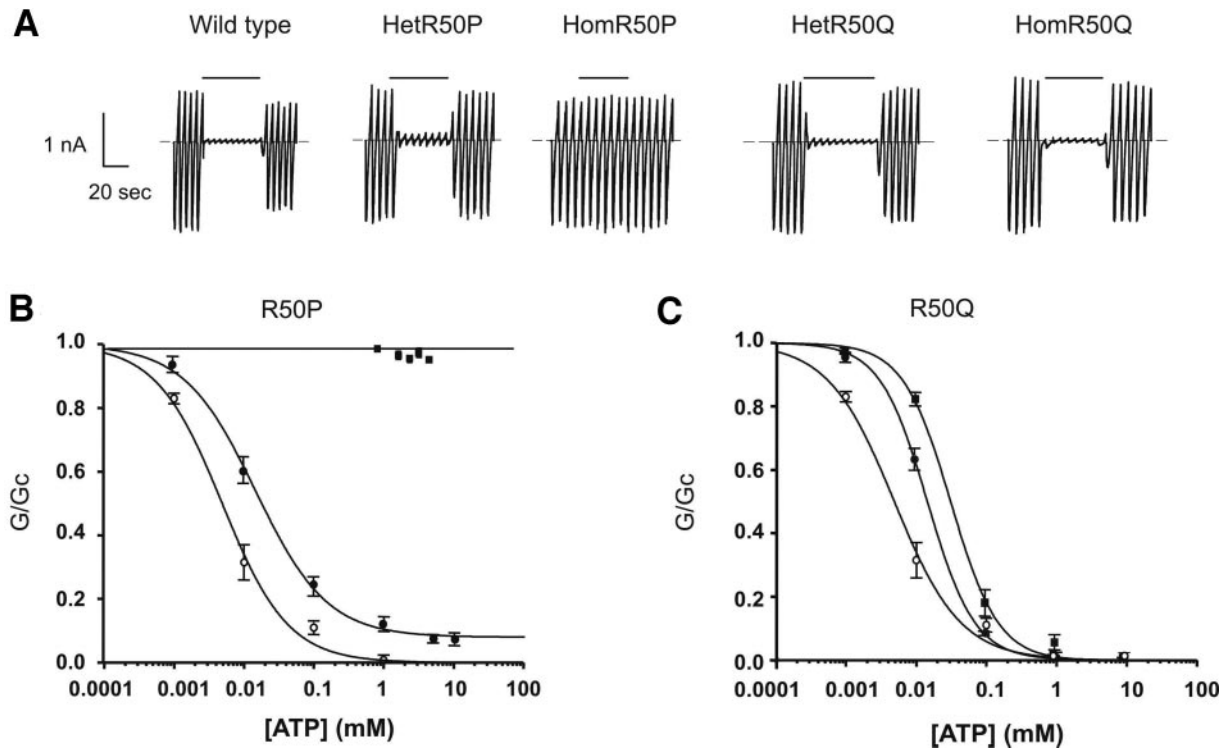 A
Wild type HetR50P HomR50P HetR50Q HomR50Q
1 nA
20 sec
B R50P
1.0
0.8
0.6
0.4
0.2
0.0
G/Gc
0.0001 0.001 0.01 0.1 1 10 100
[ATP] (mM)
C R50Q
1.0
0.8
0.6
0.4
0.2
0.0
G/Gc
0.0001 0.001 0.01 0.1 1 10 100
[ATP] (mM)